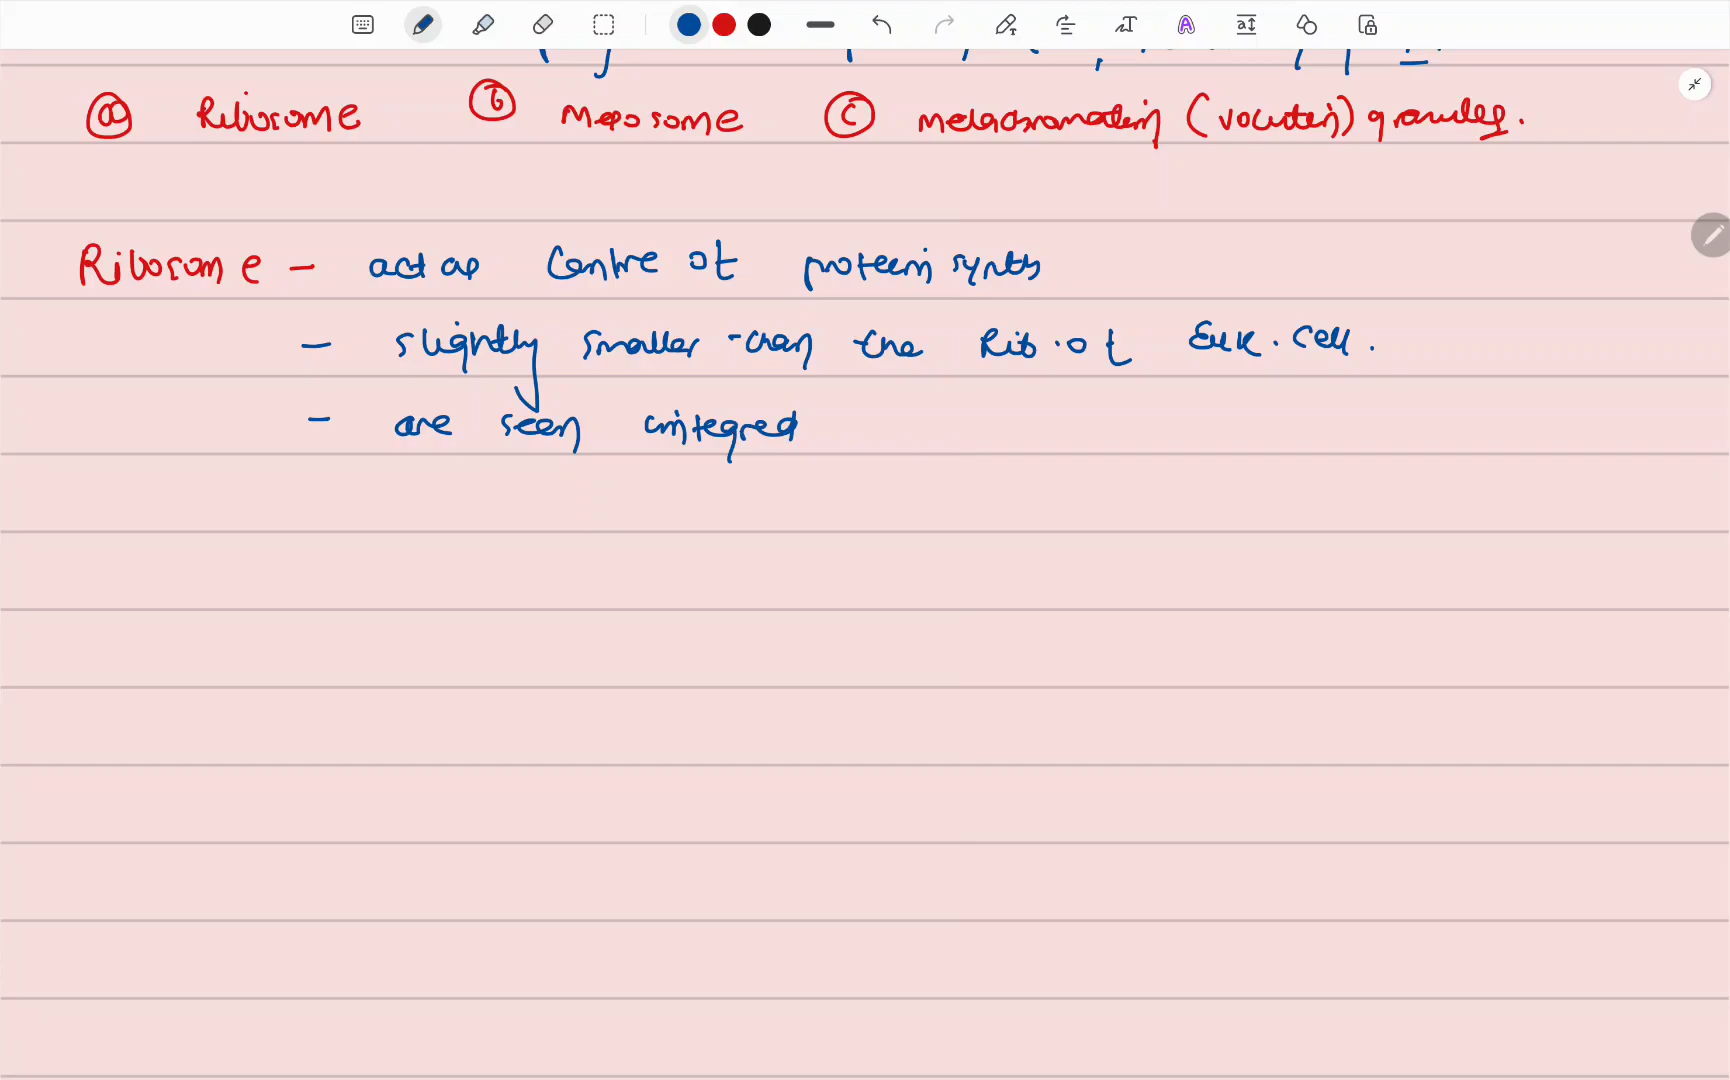 ⓐ Ribosome ⓑ Mesosome ⓒ metachromatin (volutin) granules.
Ribosome - act as Centre of protein synth
- slightly smaller than the Rib. of Euk. cell.
- are seen integred